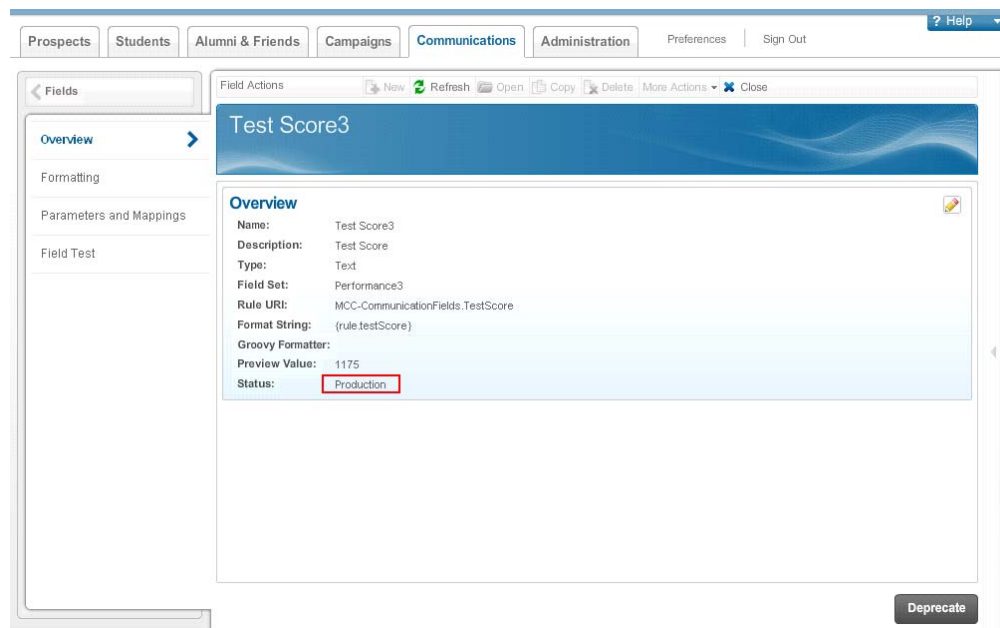 ? Help
Prospects Students Alumni & Friends Campaigns Communications Administration Preferences Sign Out
Fields
Field Actions New Refresh Open Copy Delete More Actions Close
Overview
Formatting
Parameters and Mappings
Field Test
Test Score3
Overview
Name: Test Score3
Description: Test Score
Type: Text
Field Set: Performance3
Rule URI: MCC-CommunicationFields.TestScore
Format String: {rule.testScore}
Groovy Formatter:
Preview Value: 1175
Status: Production
Deprecate